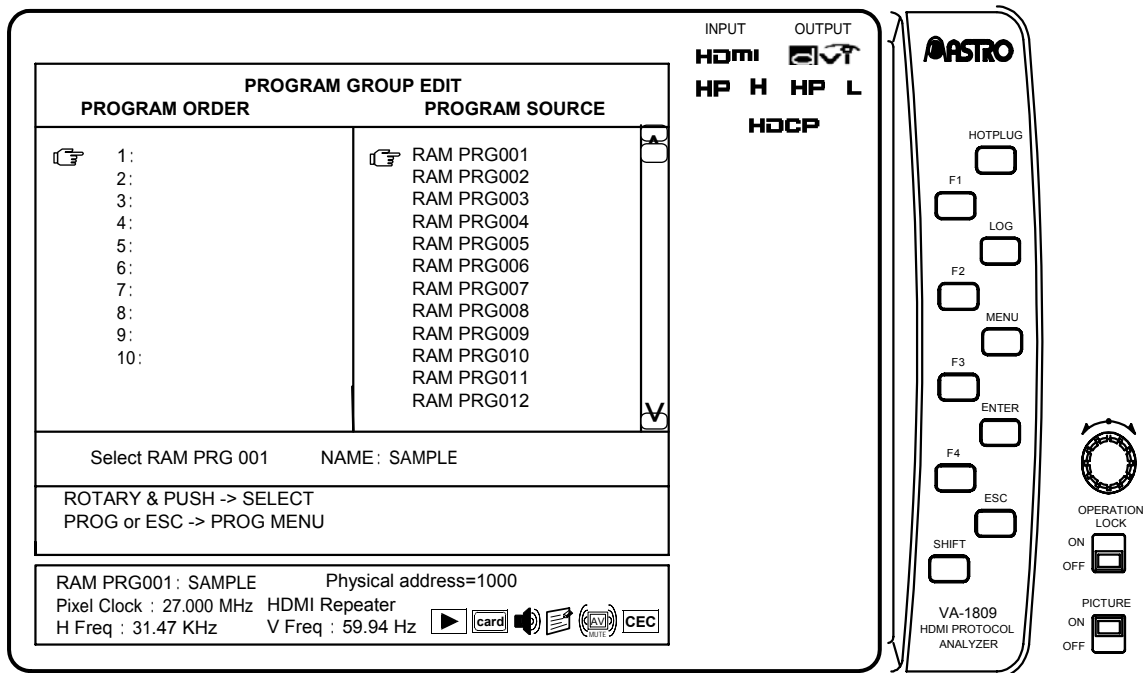 INPUT OUTPUT
HDMI DVI
HP H HP L
HDCP
PROGRAM GROUP EDIT
PROGRAM ORDER PROGRAM SOURCE
1:
2:
3:
4:
5:
6:
7:
8:
9:
10:
RAM PRG001
RAM PRG002
RAM PRG003
RAM PRG004
RAM PRG005
RAM PRG006
RAM PRG007
RAM PRG008
RAM PRG009
RAM PRG010
RAM PRG011
RAM PRG012
Select RAM PRG 001 NAME: SAMPLE
ROTARY & PUSH -> SELECT
PROG or ESC -> PROG MENU
RAM PRG001: SAMPLE Physical address=1000
Pixel Clock : 27.000 MHz HDMI Repeater
H Freq : 31.47 KHz V Freq : 59.94 Hz card AV MUTE CEC
ASTRO
HOTPLUG
F1
LOG
F2
MENU
F3
ENTER
F4
ESC
SHIFT
VA-1809
HDMI PROTOCOL
ANALYZER
OPERATION
LOCK
ON
OFF
PICTURE
ON
OFF